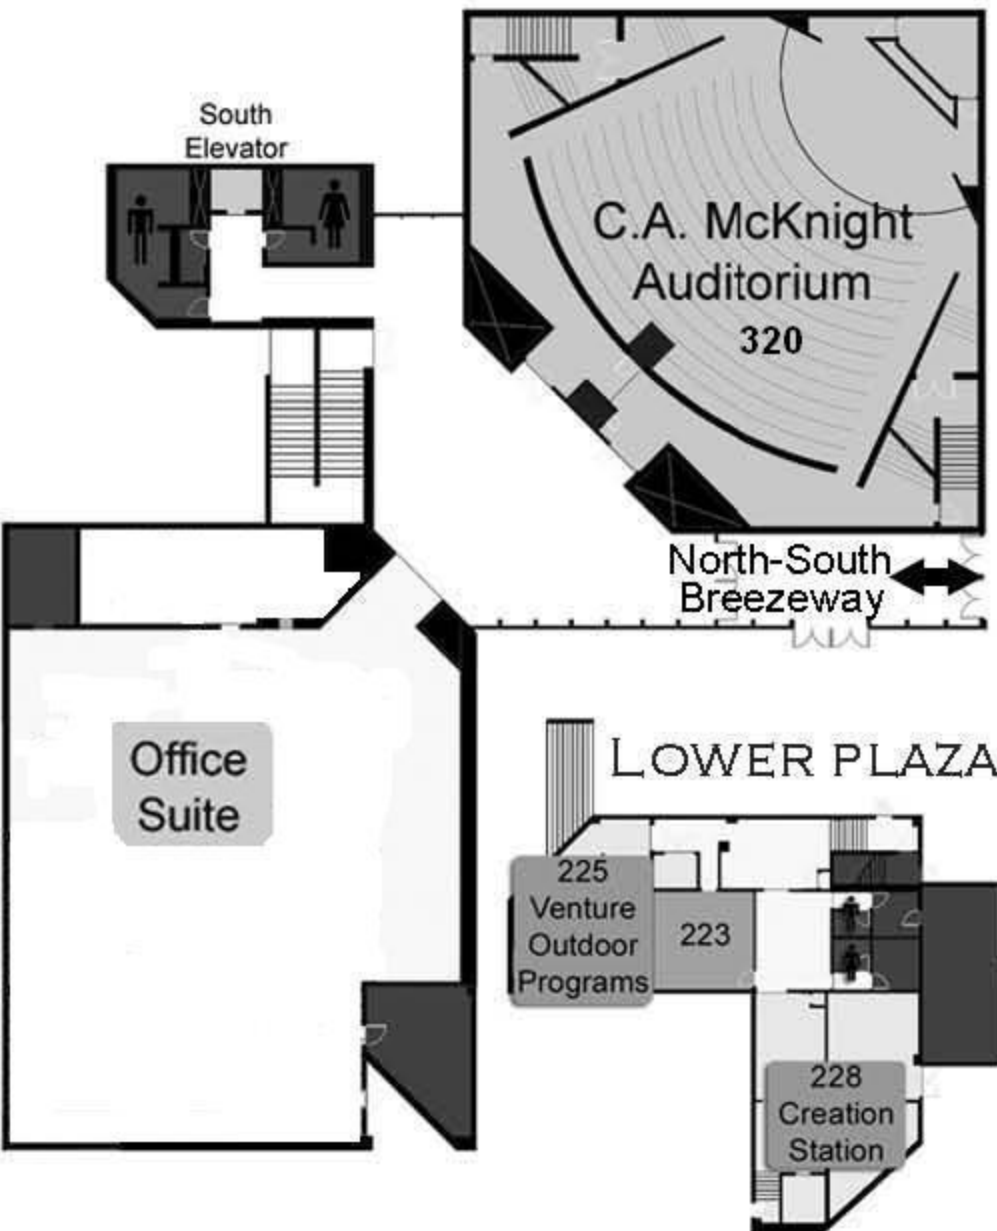 South
Elevator
C.A. McKnight
Auditorium
320
North-South
Breezeway
Office
Suite
LOWER PLAZA
225
Venture
Outdoor
Programs
223
228
Creation
Station